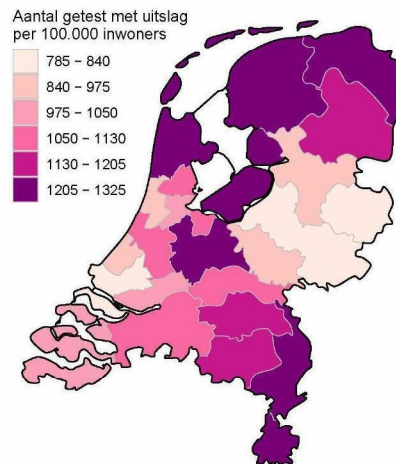 Aantal getest met uitslag
per 100.000 inwoners
785 – 840
840 – 975
975 – 1050
1050 – 1130
1130 – 1205
1205 – 1325